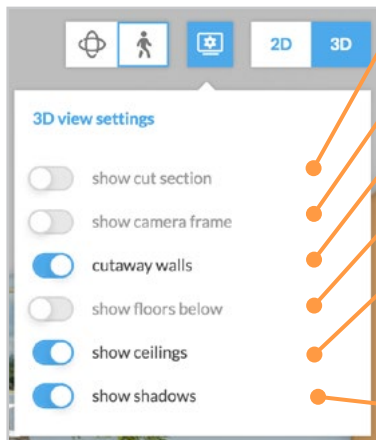 2D 3D
3D view settings
show cut section
show camera frame
cutaway walls
show floors below
show ceilings
show shadows